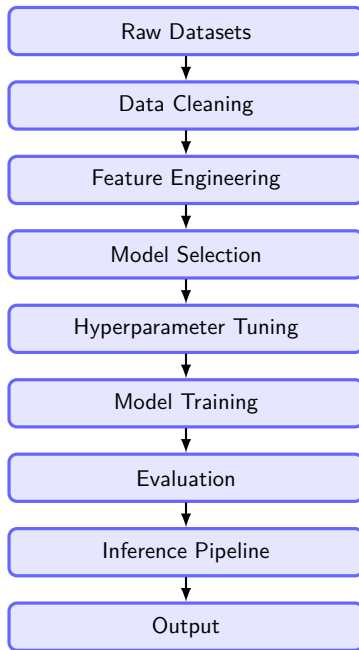 Raw Datasets
Data Cleaning
Feature Engineering
Model Selection
Hyperparameter Tuning
Model Training
Evaluation
Inference Pipeline
Output